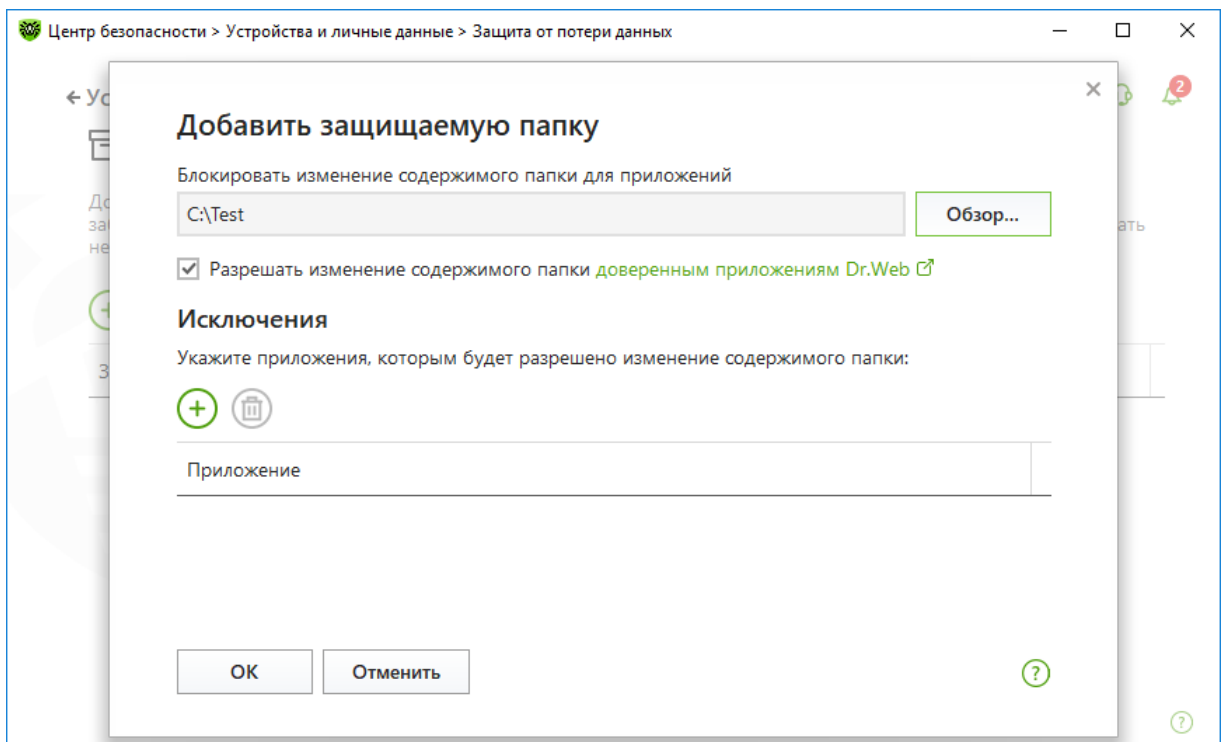 Центр безопасности > Устройства и личные данные > Защита от потери данных
2
Добавить защищаемую папку
Блокировать изменение содержимого папки для приложений
C:\Test
Обзор...
Разрешать изменение содержимого папки доверенным приложениям Dr.Web
Исключения
Укажите приложения, которым будет разрешено изменение содержимого папки:
Приложение
ОК
Отменить
?
?